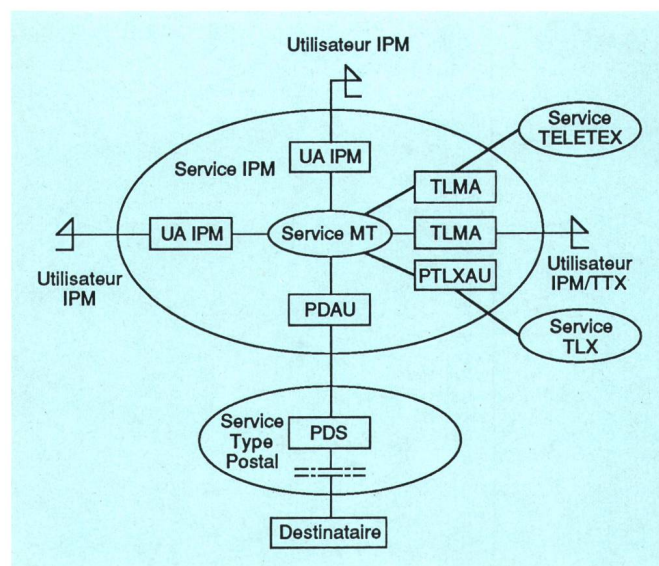 Utilisateur IPM
Service
TELETEX
Service IPM
UA IPM
TLMA
UA IPM
Service MT
TLMA
Utilisateur
IPM
Utilisateur
IPM/TTX
PTLXAU
PDAU
Service
TLX
Service
Type
Postal
PDS
Destinataire